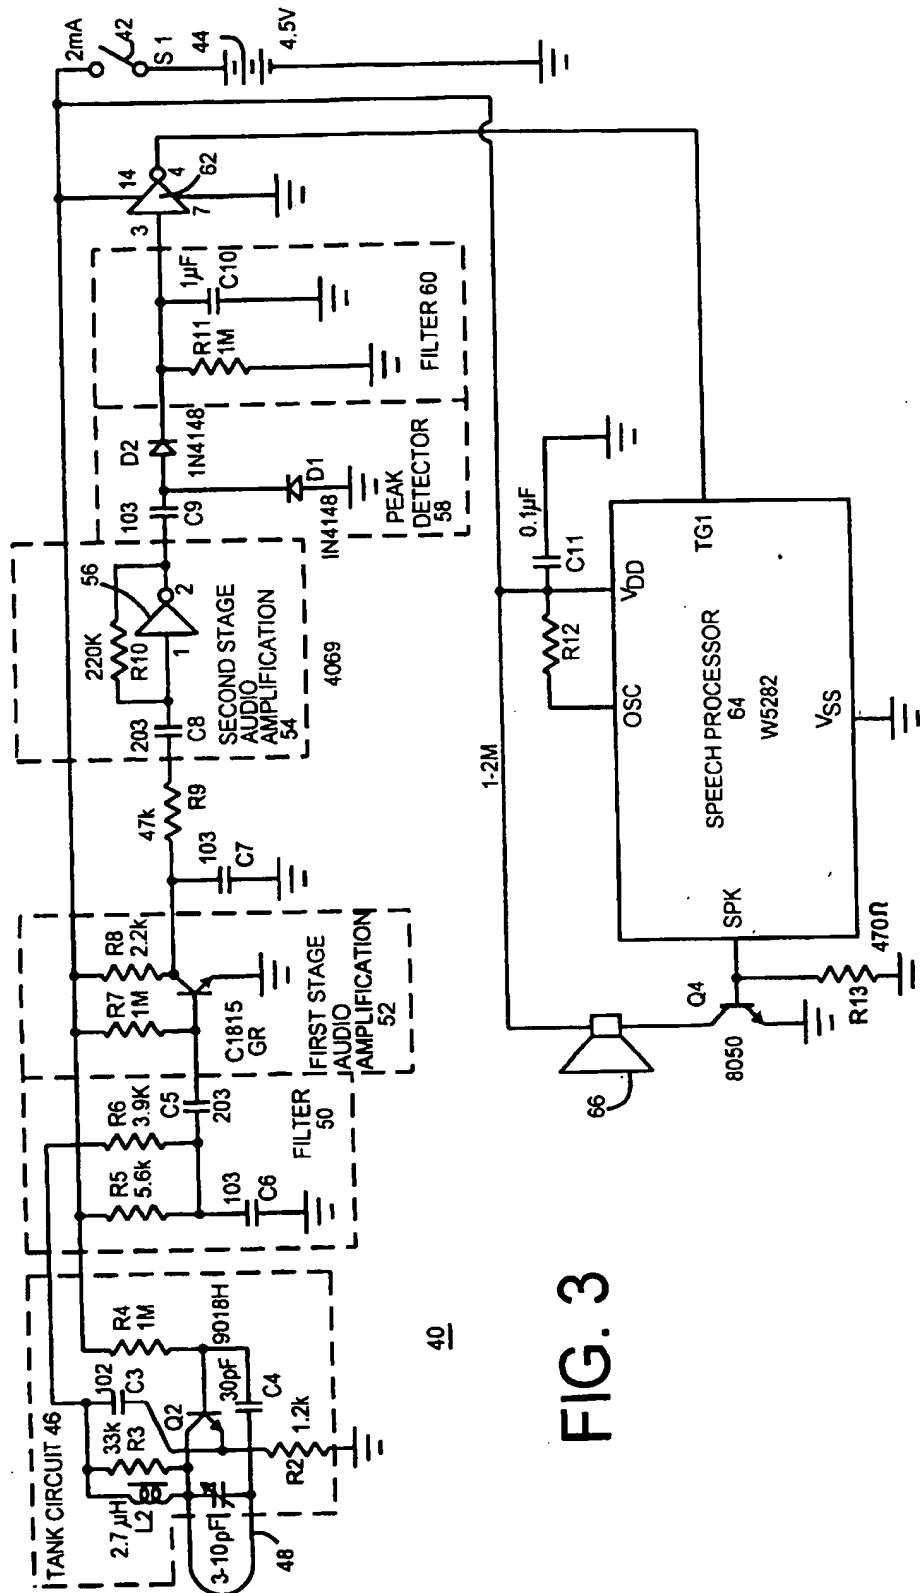 TANK CIRCUIT 46
2.7 µH
L2
33k
R3
102
C3
R4
1M
Q2
9018H
30pF
C4
3-10pF
48
R2
1.2k
R5
5.6k
R6
3.9K
103
C6
C5
203
FILTER
50
R7
1M
R8
2.2k
C1815
GR
FIRST STAGE
AUDIO
AMPLIFICATION
52
103
C7
47k
R9
203
C8
220K
R10
56
1
2
SECOND STAGE
AUDIO
AMPLIFICATION
54
4069
103
C9
D2
1N4148
D1
IN4148
PEAK
DETECTOR
58
R11
1M
1µF
C10
FILTER 60
3
14
4
7
62
2mA
42
S 1
44
4.5V
40
66
1-2M
R12
0.1µF
C11
OSC
VDD
TG1
SPEECH PROCESSOR
64
W5282
SPK
VSS
Q4
8050
R13
470Ω
FIG. 3